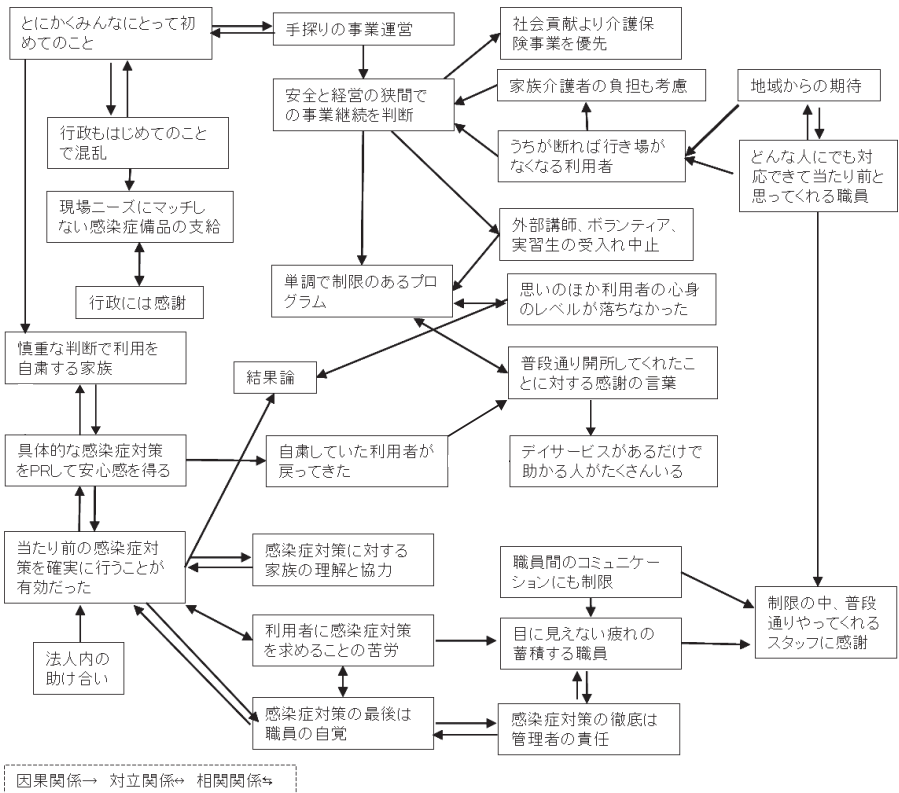 とにかくみんなにとって初
めてのこと
手探りの事業運営
社会貢献より介護保
険事業を優先
安全と経営の狭間で
の事業継続を判断
家族介護者の負担も考慮
地域からの期待
行政もはじめてのこと
で混乱
うちが断れば行き場が
なくなる利用者
どんな人にでも対
応できて当たり前と
思ってくれる職員
現場ニーズにマッチし
ない感染症備品の支給
外部講師、ボランティア、
実習生の受入れ中止
行政には感謝
単調で制限のあるプロ
グラム
思いのほか利用者の心身
のレベルが落ちなかった
慎重な判断で利用を
自粛する家族
結果論
普段通り開所してくれたこ
とに対する感謝の言葉
具体的な感染症対策
をPRして安心感を得る
自粛していた利用者が
戻ってきた
デイサービスがあるだけで
助かる人がたくさんいる
当たり前の感染症対
策を確実に行うことが
有効だった
感染症対策に対する
家族の理解と協力
職員間のコミュニケー
ションにも制限
制限の中、普段
通りやってくれる
スタッフに感謝
利用者に感染症対策
を求めることの苦労
目に見えない疲れの
蓄積する職員
法人内の
助け合い
感染症対策の最後は
職員の自覚
感染症対策の徹底は
管理者の責任
因果関係→ 対立関係↔ 相関関係⇆